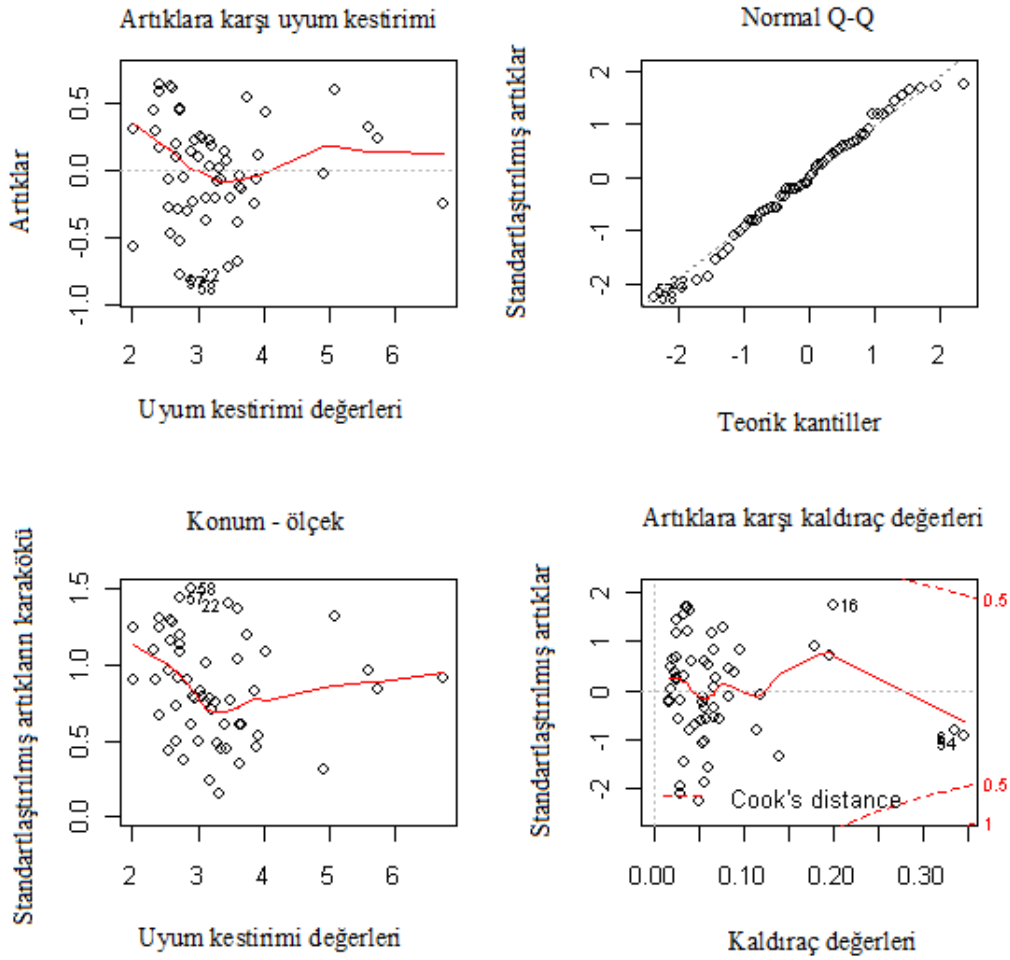 Artıklara karşı uyum kestirimi
Artıklar
0.5
0.0
-0.5
-1.0
22
58
2 3 4 5 6
Uyum kestirimi değerleri
Normal Q-Q
Standartlaştırılmış artıklar
2
1
0
-1
-2
58
-2 -1 0 1 2
Teorik kantiller
Konum - ölçek
Standartlaştırılmış artıkların karakökü
1.5
1.0
0.5
0.0
58
57
22
2 3 4 5 6
Uyum kestirimi değerleri
Artıklara karşı kaldıraç değerleri
Standartlaştırılmış artıklar
2
1
0
-1
-2
16
54
Cook's distance
0.5
0.5
1
0.00 0.10 0.20 0.30
Kaldıraç değerleri